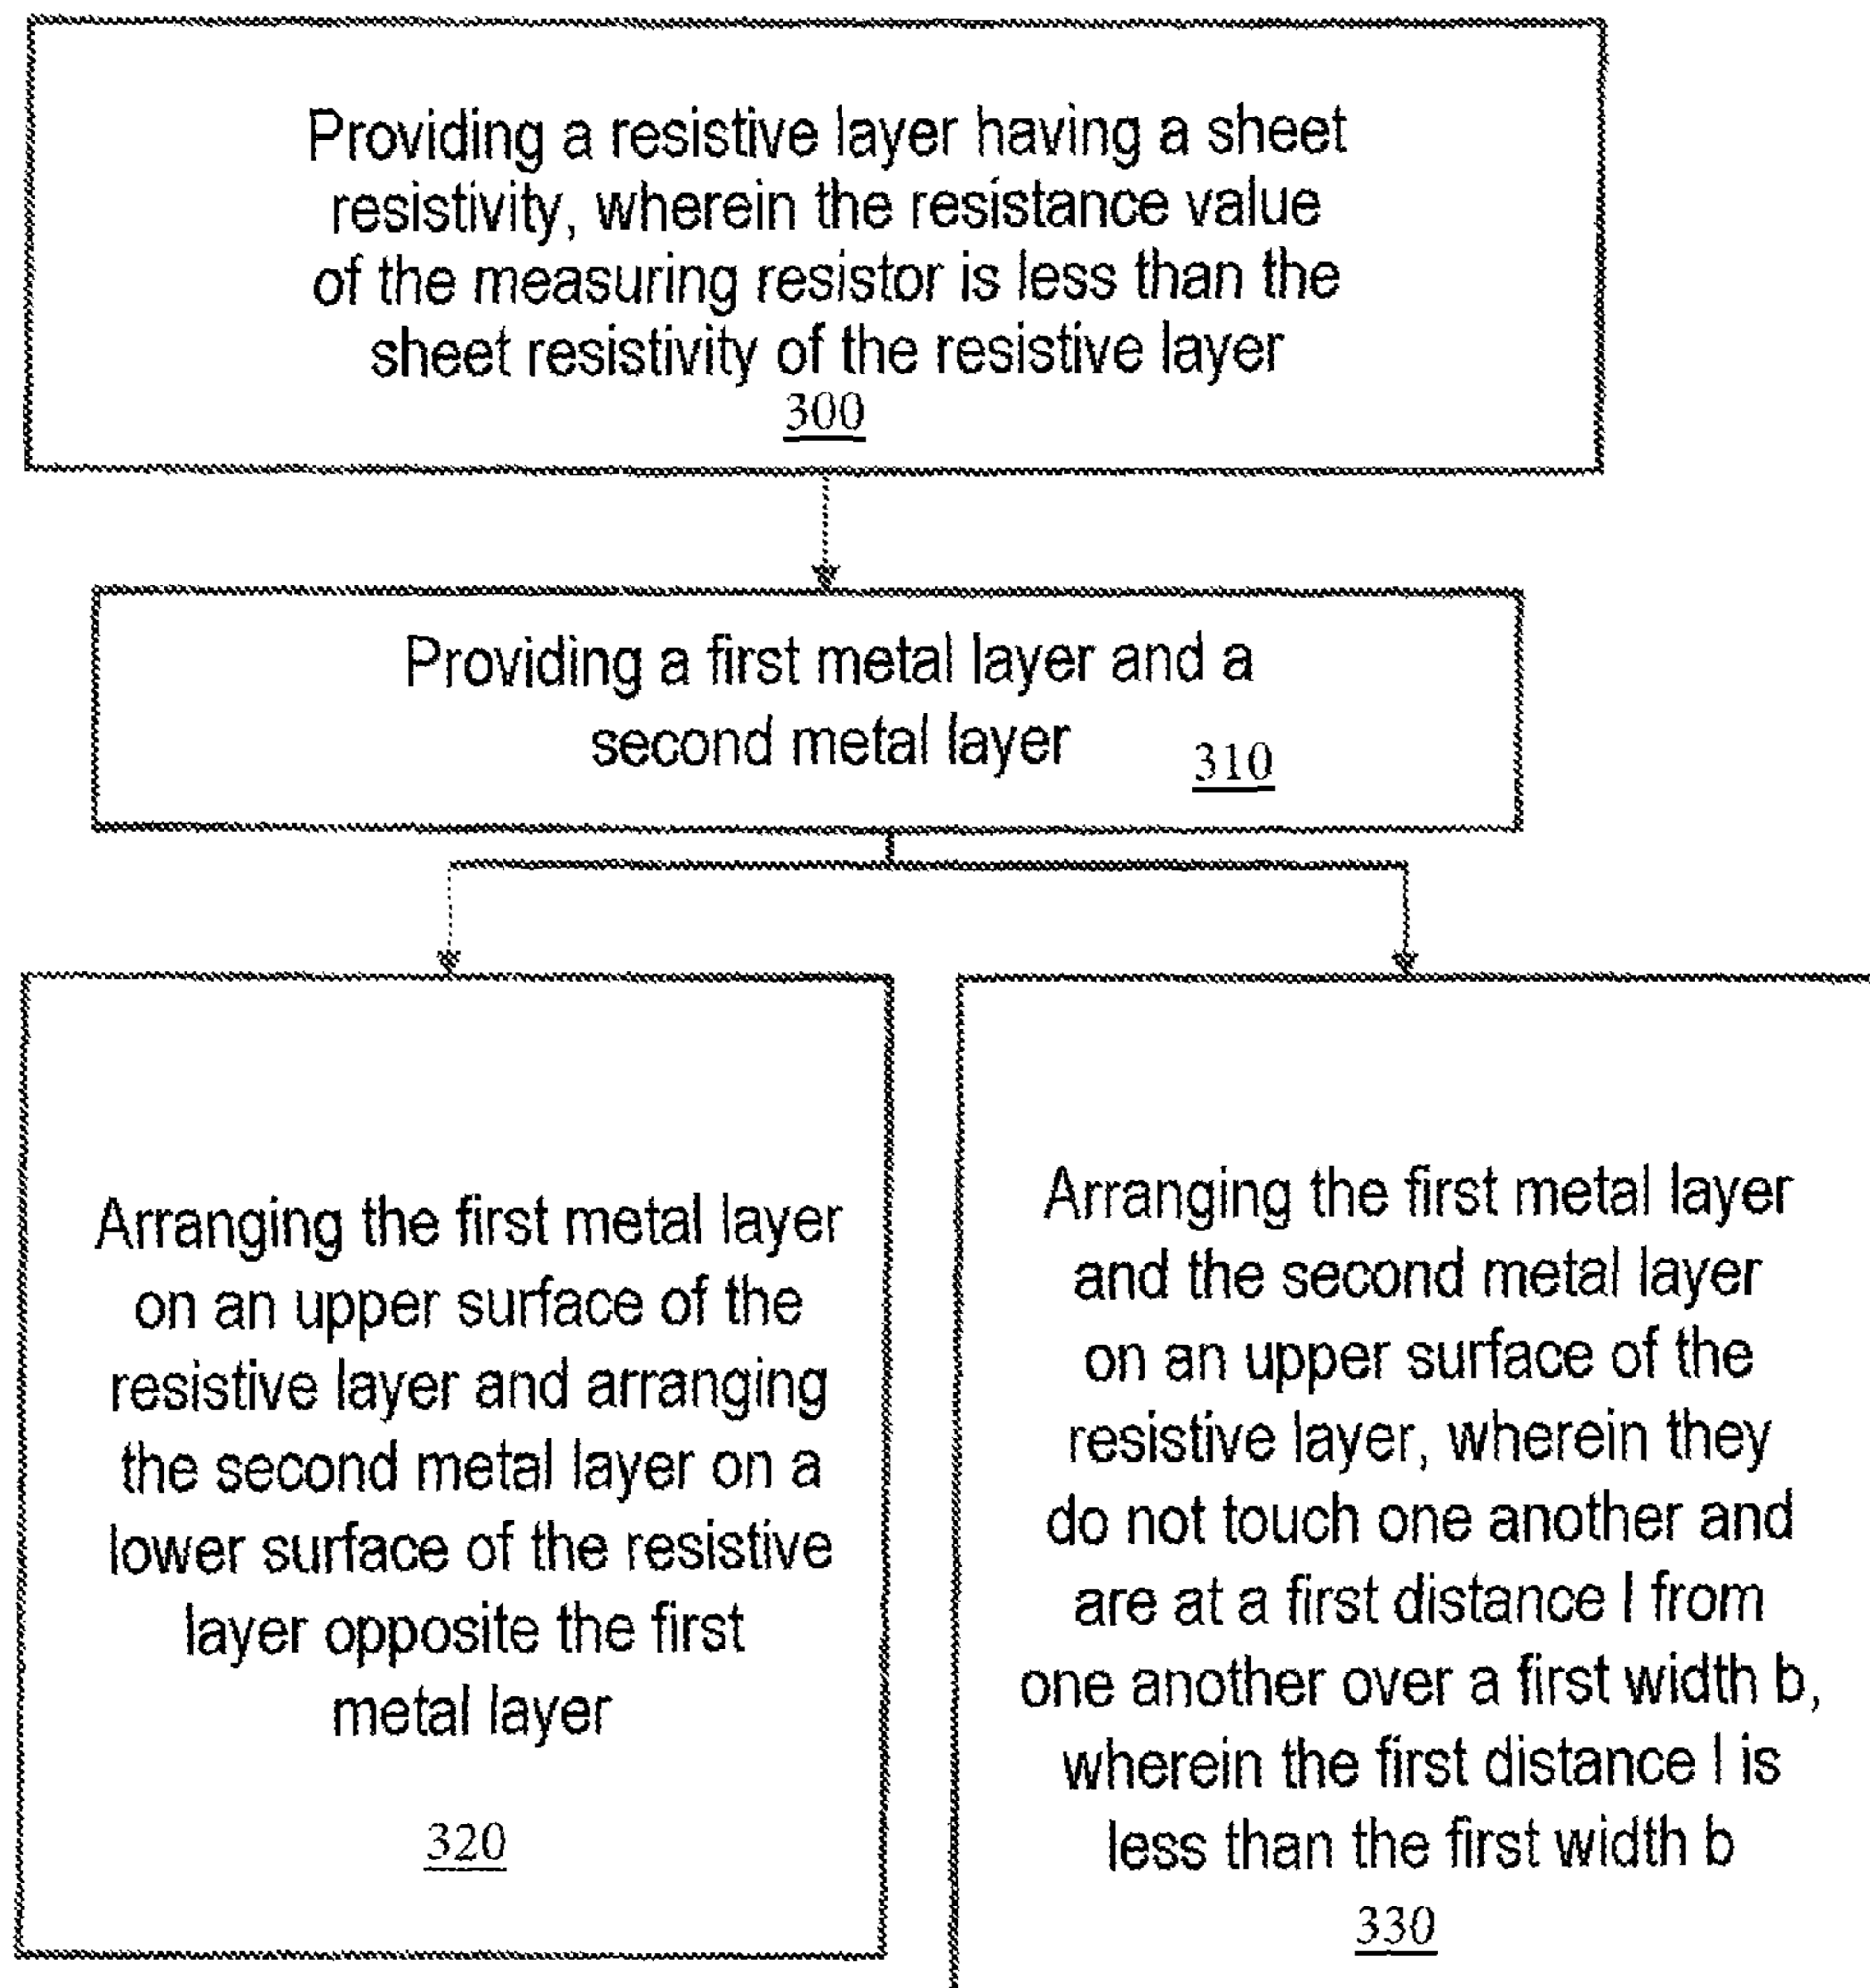 Providing a resistive layer having a sheet
resistivity, wherein the resistance value
of the measuring resistor is less than the
sheet resistivity of the resistive layer
300
Providing a first metal layer and a
second metal layer 310
Arranging the first metal layer
on an upper surface of the
resistive layer and arranging
the second metal layer on a
lower surface of the resistive
layer opposite the first
metal layer
320
Arranging the first metal layer
and the second metal layer
on an upper surface of the
resistive layer, wherein they
do not touch one another and
are at a first distance l from
one another over a first width b,
wherein the first distance l is
less than the first width b
330